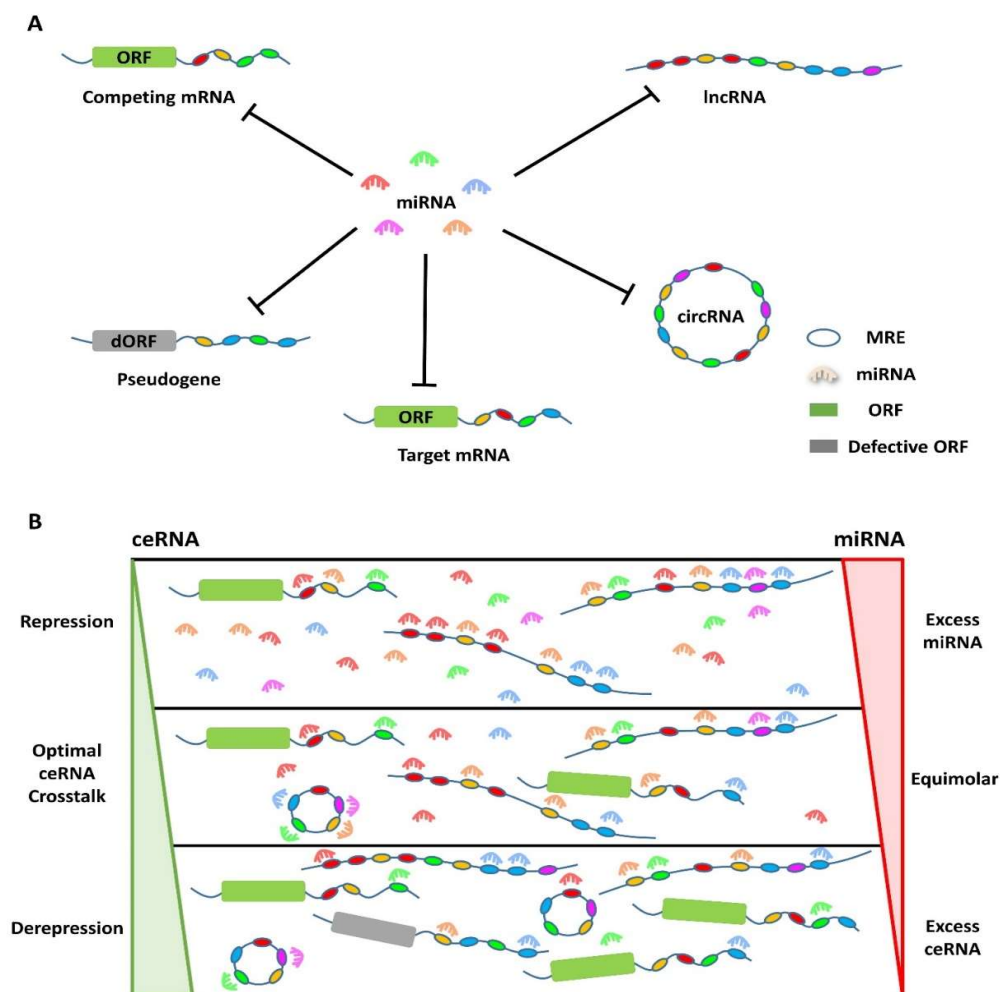 A
ORF
Competing mRNA
lncRNA
miRNA
dORF
Pseudogene
circRNA
ORF
Target mRNA
MRE
miRNA
ORF
Defective ORF
B
ceRNA
miRNA
Repression
Excess
miRNA
Optimal
ceRNA
Crosstalk
Equimolar
Derepression
Excess
ceRNA